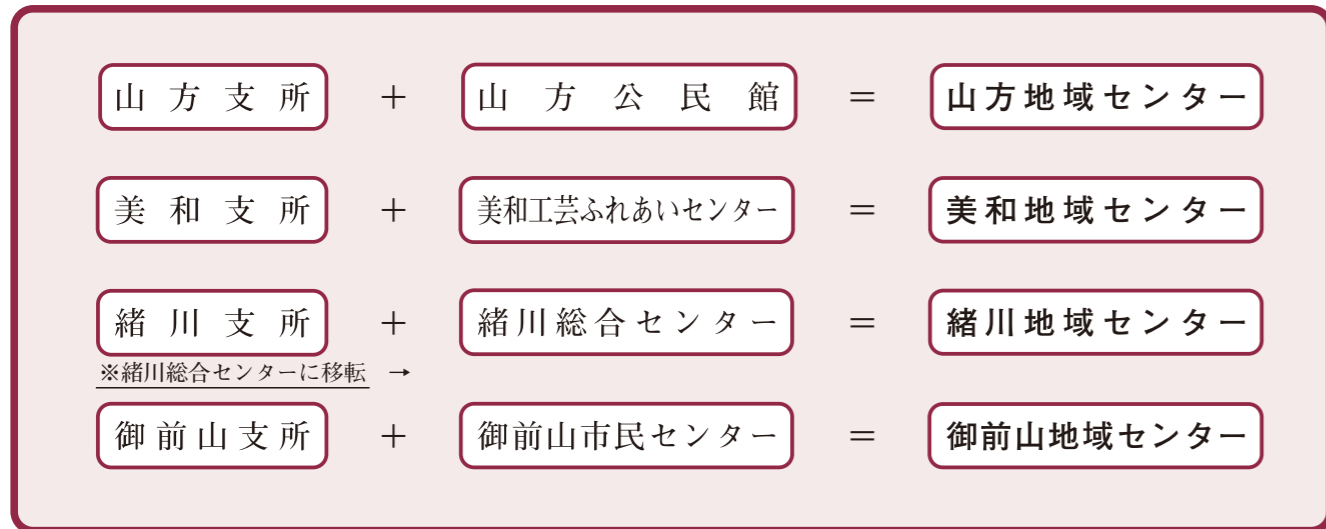 山方支所 + 山方公民館 = 山方地域センター
美和支所 + 美和工芸ふれあいセンター = 美和地域センター
緒川支所 + 緒川総合センター = 緒川地域センター
※緒川総合センターに移転 →
御前山支所 + 御前山市民センター = 御前山地域センター